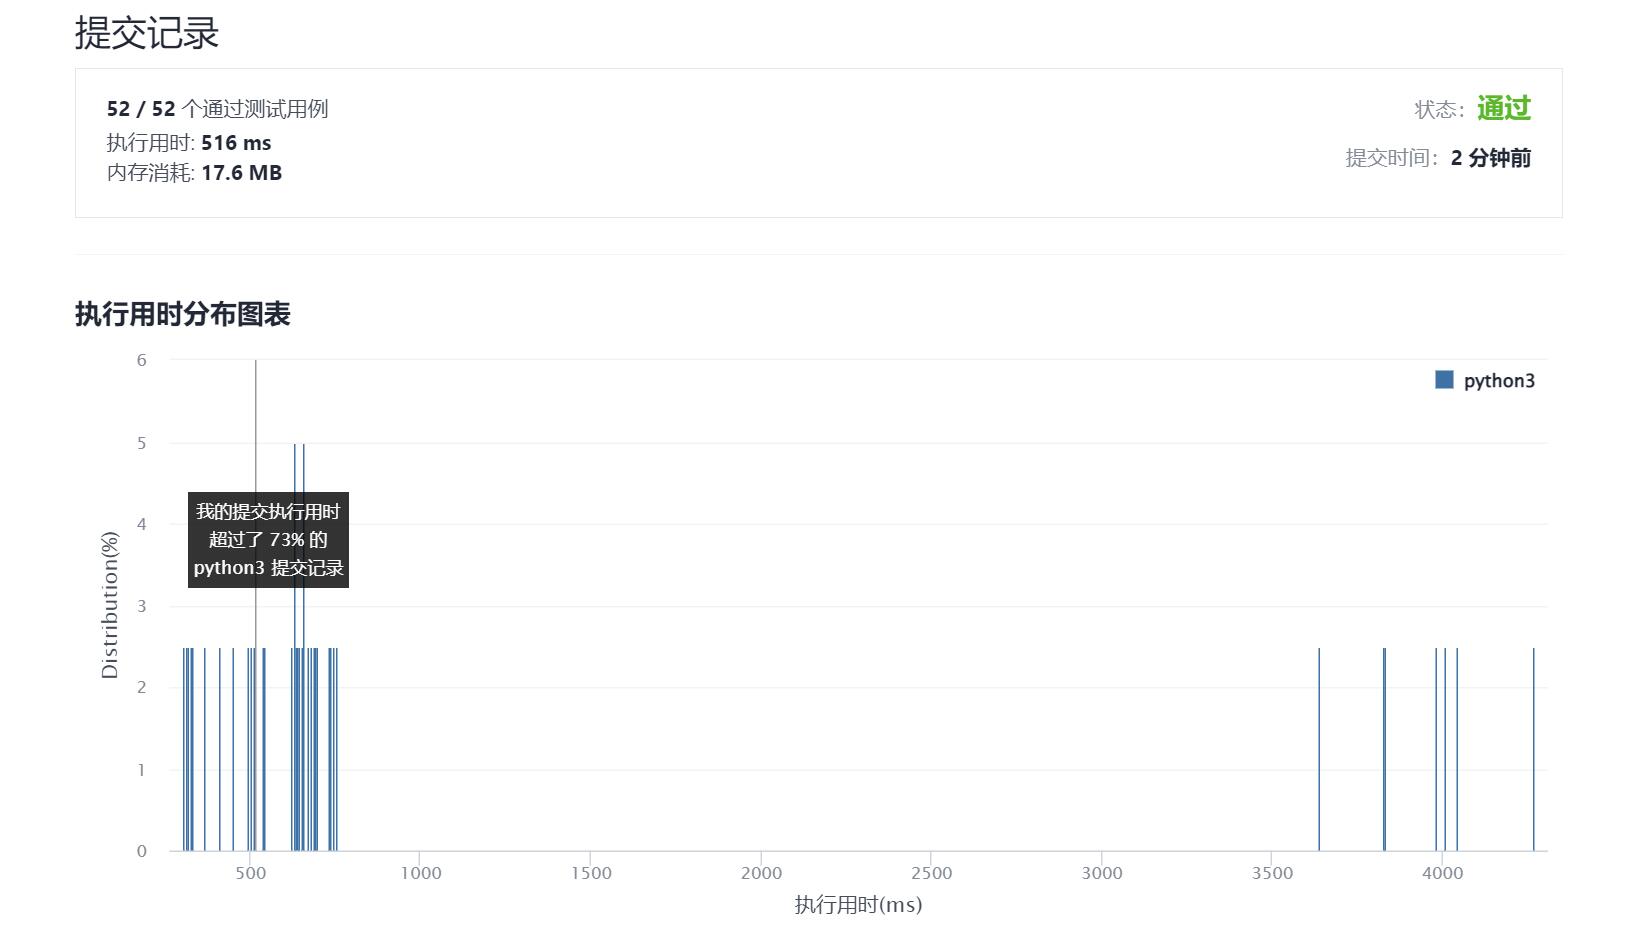 提交记录
52 / 52 个通过测试用例
状态：通过
执行用时: 516 ms
提交时间：2 分钟前
内存消耗: 17.6 MB
执行用时分布图表
6
python3
5
我的提交执行用时
4
超过了 73% 的
python3 提交记录
Distribution(%)
3
2
1
0
500
1000
1500
2000
2500
3000
3500
4000
执行用时(ms)